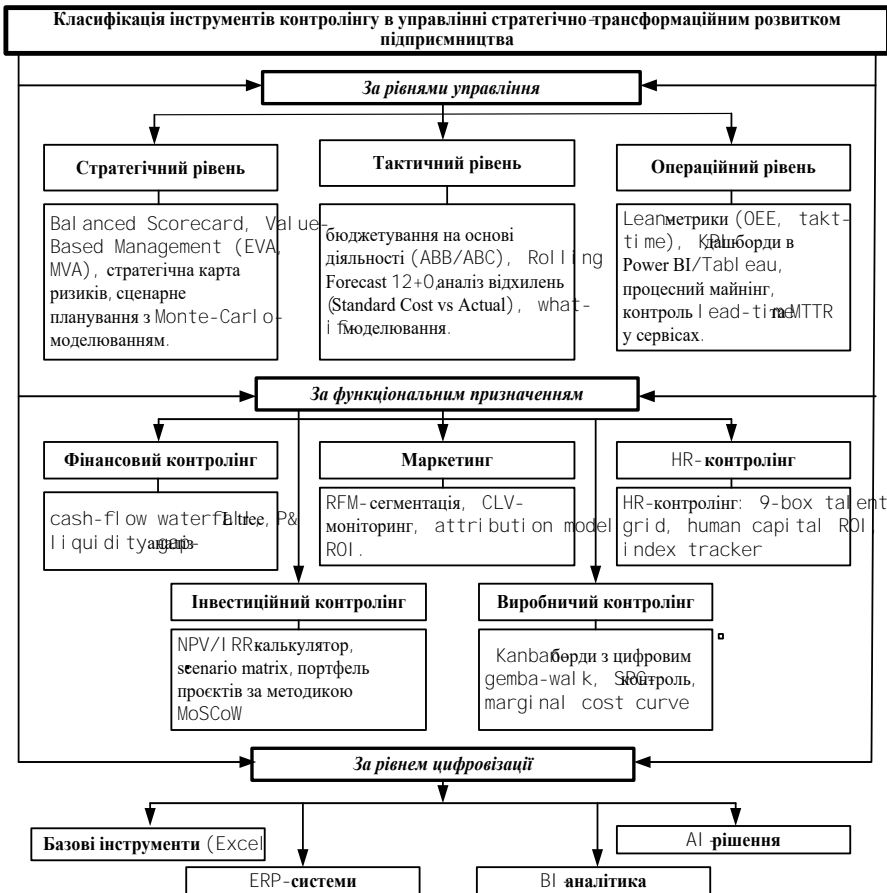 Класифікація інструментів контролінгу в управлінні стратегічно-трансформаційним розвитком
підприємництва
За рівнями управління
Стратегічний рівень
Balanced Scorecard, Value-
Based Management (EVA,
MVA), стратегічна карта
ризиків, сценарне
планування з Monte-Carlo-
моделюванням.
Тактичний рівень
бюджетування на основі
діяльності (ABB/ABC), Rolling
Forecast 12+0, аналіз відхилень
(Standard Cost vs Actual), what-
if-моделювання.
Операційний рівень
Lean-метрики (OEE, takt-
time), KPI-дашборди в
Power BI/Tableau,
процесний майнінг,
контроль lead-time та MTTR
у сервісах.
За функціональним призначенням
Фінансовий контролінг
cash-flow waterfall, P&L tree,
liquidity-gap-аналіз
Маркетинг
RFM-сегментація, CLV-
моніторинг, attribution model
ROI.
HR-контролінг
HR-контролінг: 9-box talent
grid, human capital ROI,
index tracker
Інвестиційний контролінг
NPV/IRR-калькулятор,
scenario matrix, портфель
проєктів за методикою
MoSCoW
Виробничий контролінг
Kanban-борди з цифровим
gemba-walk, SPC-контроль,
marginal cost curve
За рівнем цифровізації
Базові інструменти (Excel
ERP-системи
BI-аналітика
AI-рішення